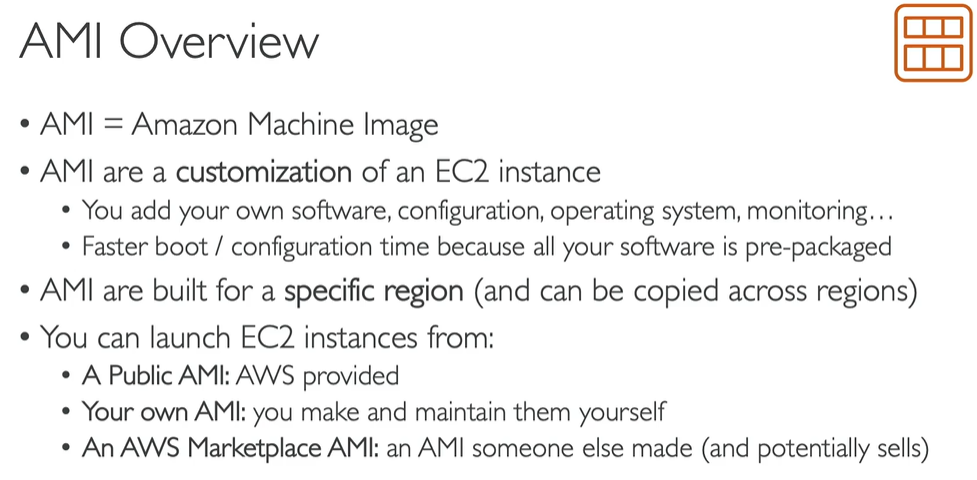 AMI Overview
• AMI = Amazon Machine Image
• AMI are a customization of an EC2 instance
• You add your own software, configuration, operating system, monitoring…
• Faster boot / configuration time because all your software is pre-packaged
• AMI are built for a specific region (and can be copied across regions)
• You can launch EC2 instances from:
• A Public AMI: AWS provided
• Your own AMI: you make and maintain them yourself
• An AWS Marketplace AMI: an AMI someone else made (and potentially sells)